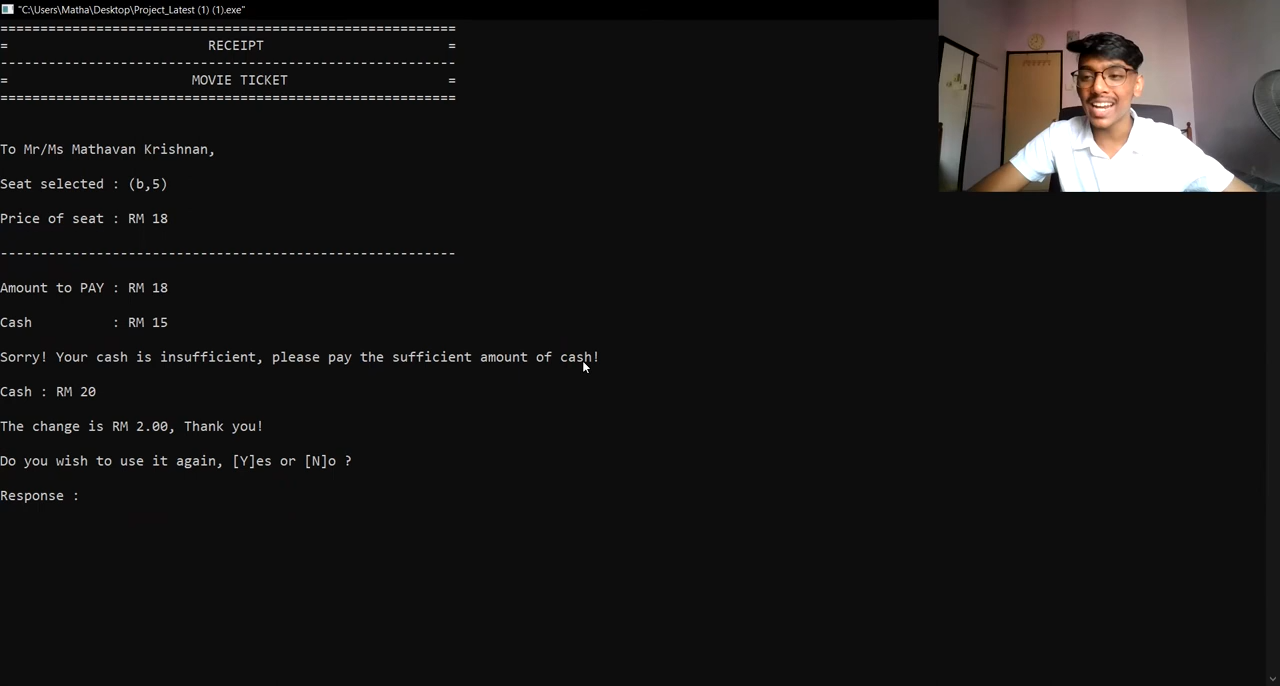 "C:\Users\Matha\Desktop\Project_Latest (1) (1).exe"
=========================================================
= RECEIPT =
---------------------------------------------------------
= MOVIE TICKET =
=========================================================
To Mr/Ms Mathavan Krishnan,
Seat selected : (b,5)
Price of seat : RM 18
---------------------------------------------------------
Amount to PAY : RM 18
Cash : RM 15
Sorry! Your cash is insufficient, please pay the sufficient amount of cash!
Cash : RM 20
The change is RM 2.00, Thank you!
Do you wish to use it again, [Y]es or [N]o ?
Response :